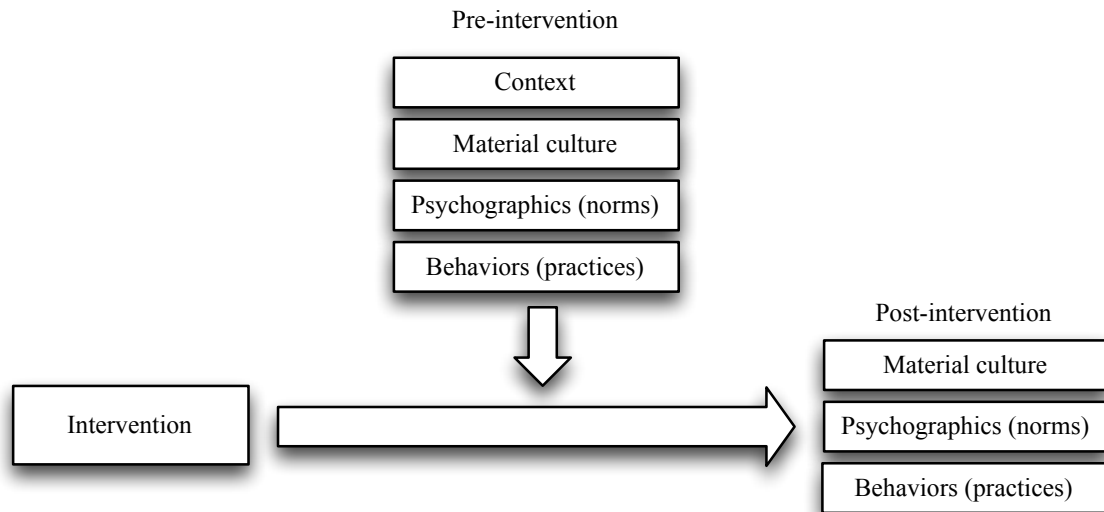 Pre-intervention
Context
Material culture
Psychographics (norms)
Behaviors (practices)
Post-intervention
Material culture
Intervention
Psychographics (norms)
Behaviors (practices)